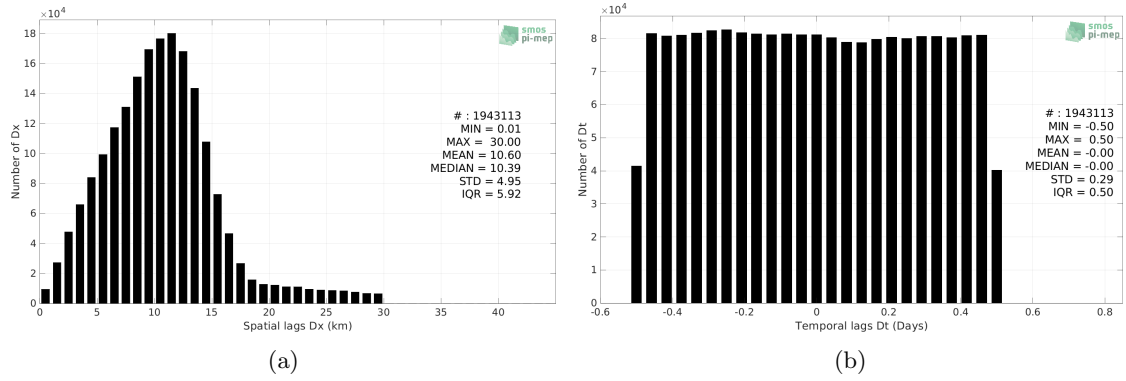 ×10⁴
18
16
14
12
10
8
6
4
2
0
Number of Dx
0 5 10 15 20 25 30 35 40
Spatial lags Dx (km)
smos
pi-mep
# : 1943113
MIN = 0.01
MAX = 30.00
MEAN = 10.60
MEDIAN = 10.39
STD = 4.95
IQR = 5.92
(a)
×10⁴
8
7
6
5
4
3
2
1
0
Number of Dt
-0.6 -0.4 -0.2 0 0.2 0.4 0.6 0.8
Temporal lags Dt (Days)
smos
pi-mep
# : 1943113
MIN = -0.50
MAX = 0.50
MEAN = -0.00
MEDIAN = -0.00
STD = 0.29
IQR = 0.50
(b)